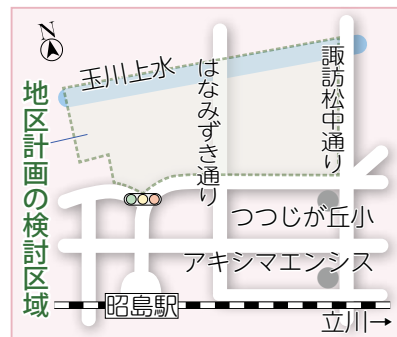 N
玉川上水
はなみずき通り
諏訪松中通り
地区計画の検討区域
つつじが丘小
アキシマエンシス
昭島駅
立川→